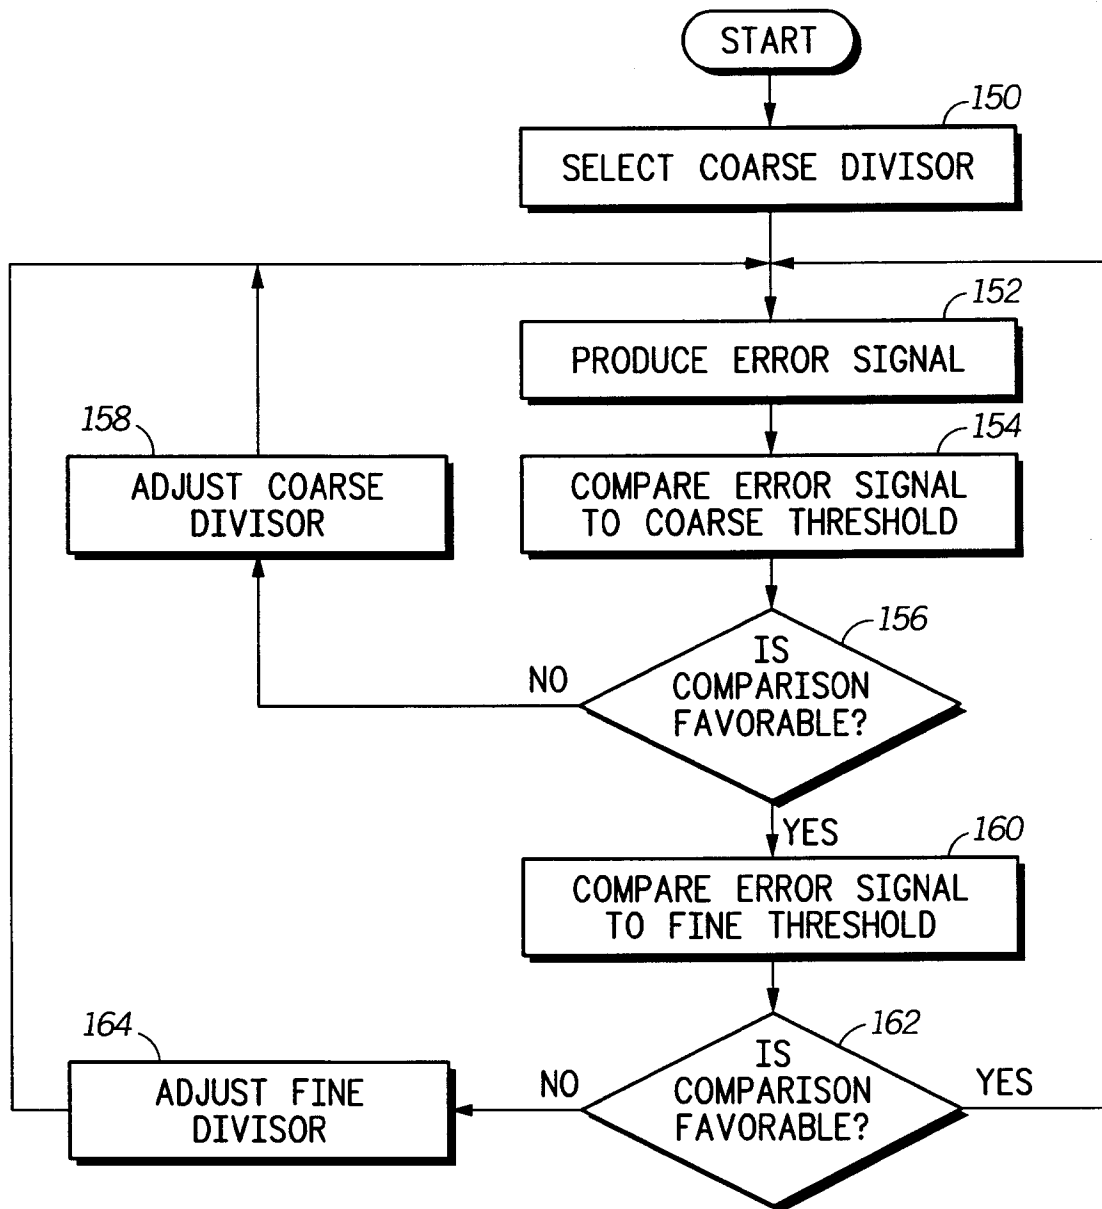 START
150
SELECT COARSE DIVISOR
152
PRODUCE ERROR SIGNAL
154
COMPARE ERROR SIGNAL
TO COARSE THRESHOLD
158
ADJUST COARSE
DIVISOR
156
IS
COMPARISON
FAVORABLE?
NO
YES
160
COMPARE ERROR SIGNAL
TO FINE THRESHOLD
162
IS
COMPARISON
FAVORABLE?
NO
YES
164
ADJUST FINE
DIVISOR